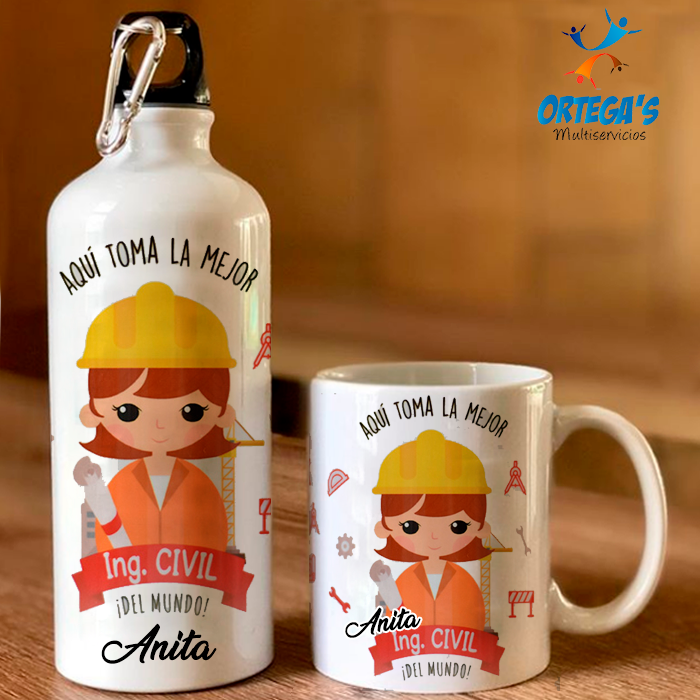 ORTEGA'S
Multiservicios
AQUÍ TOMA LA MEJOR
Ing. CIVIL
¡DEL MUNDO!
Anita
AQUÍ TOMA LA MEJOR
Anita
Ing. CIVIL
¡DEL MUNDO!